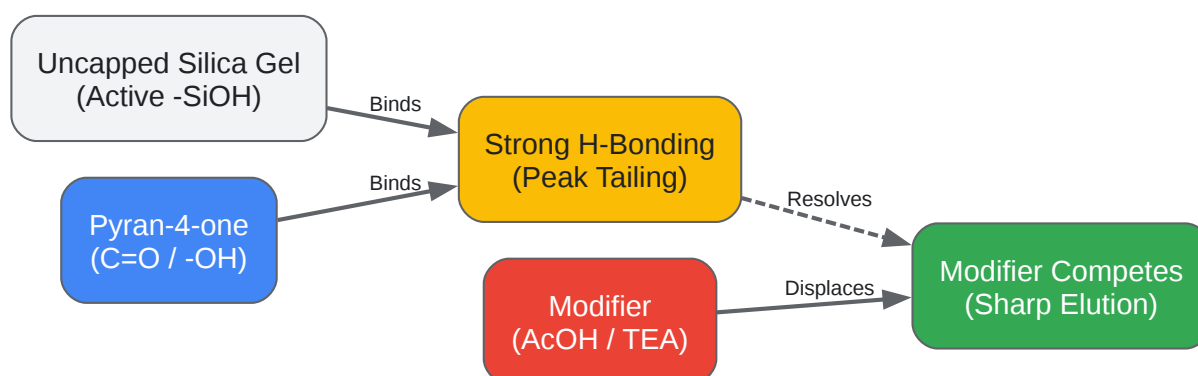 Uncapped Silica Gel
(Active -SiOH)
Binds
Pyran-4-one
(C=O / -OH)
Binds
Strong H-Bonding
(Peak Tailing)
Resolves
Modifier
(AcOH / TEA)
Displaces
Modifier Competes
(Sharp Elution)